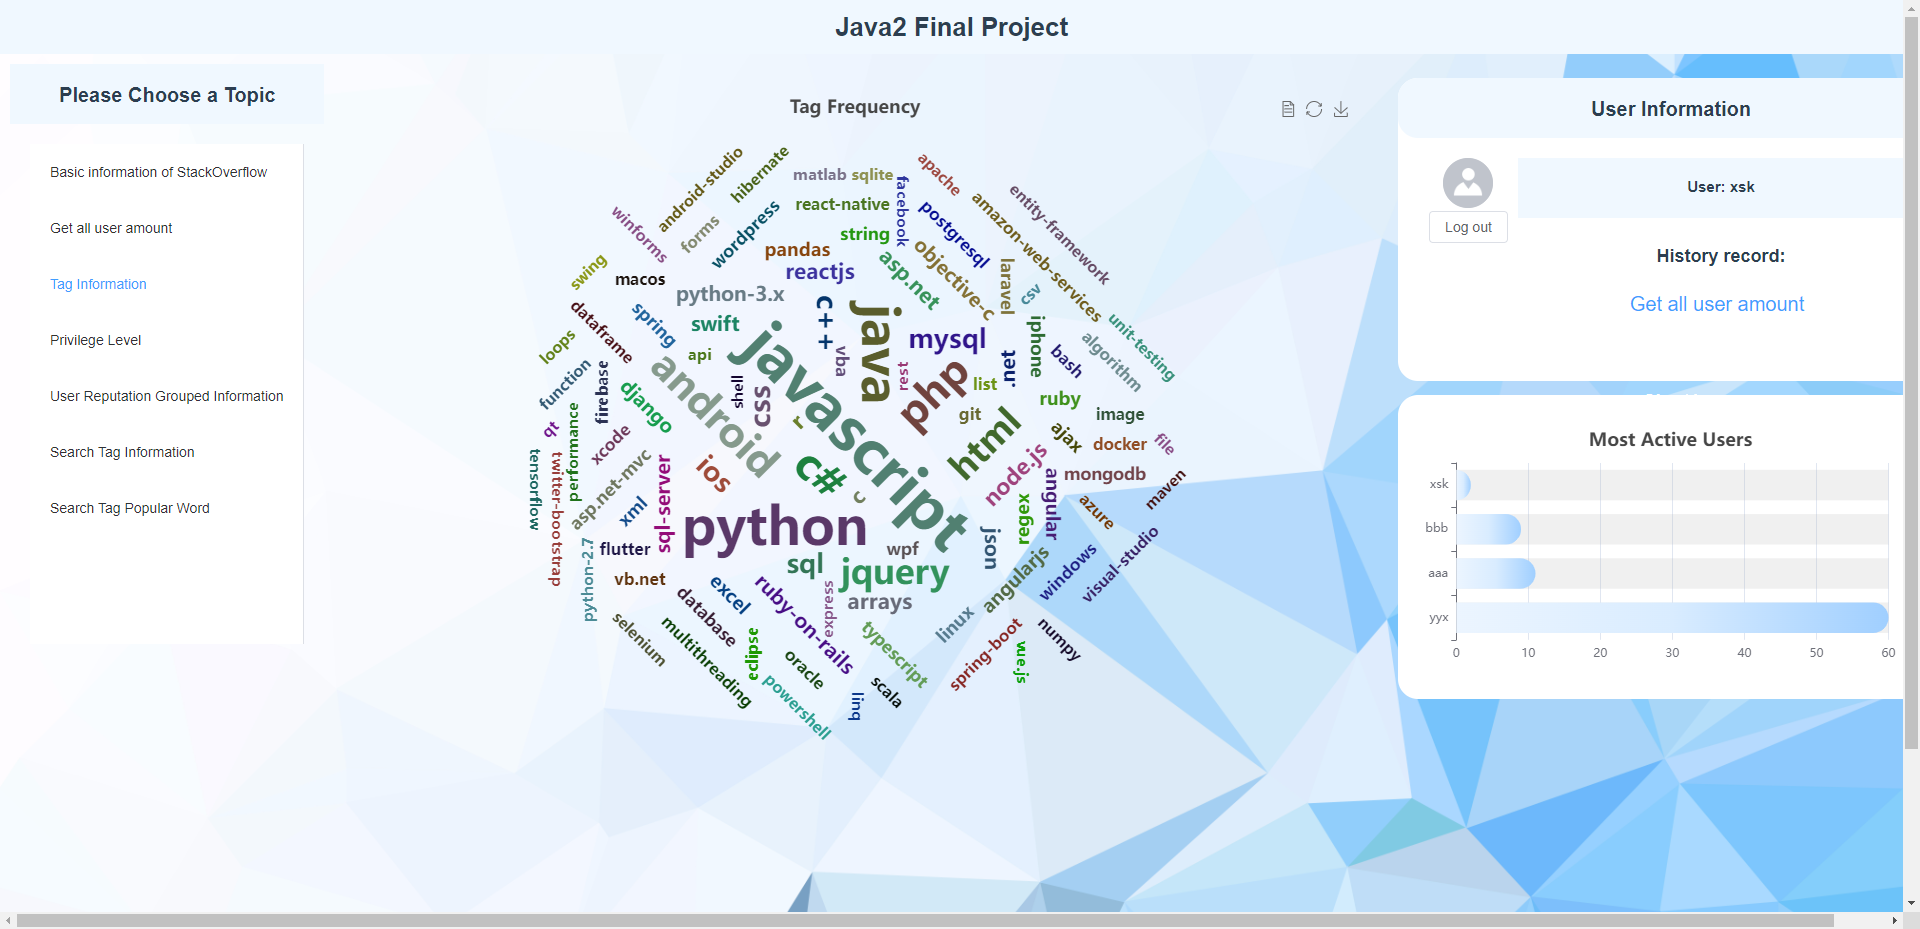 Java2 Final Project
Please Choose a Topic
Basic information of StackOverflow
Get all user amount
Tag Information
Privilege Level
User Reputation Grouped Information
Search Tag Information
Search Tag Popular Word
Tag Frequency
android-studio
hibernate
matlab
sqlite
facebook
apache
entity-framework
amazon-web-services
winforms
forms
wordpress
react-native
postgresql
string
pandas
asp.net
objective-c
laravel
csv
swing
macos
python-3.x
reactjs
c++
java
mysql
iphone
unit-testing
algorithm
dataframe
spring
swift
loops
api
javascript
vba
rest
php
list
.net
bash
function
firebase
django
android
shell
css
r
git
ruby
image
qt
performance
xcode
ios
c#
c
html
node.js
ajax
docker
file
mongodb
maven
tensorflow
twitter-bootstrap
asp.net-mvc
xml
sql-server
python
regex
angular
azure
json
wpf
python-2.7
flutter
vb.net
sql
jquery
angularjs
windows
visual-studio
excel
database
ruby-on-rails
express
arrays
linux
selenium
multithreading
eclipse
oracle
typescript
spring-boot
numpy
powershell
linq
scala
User Information
User: xsk
Log out
History record:
Get all user amount
Most Active Users
xsk
bbb
aaa
yyx
0 10 20 30 40 50 60